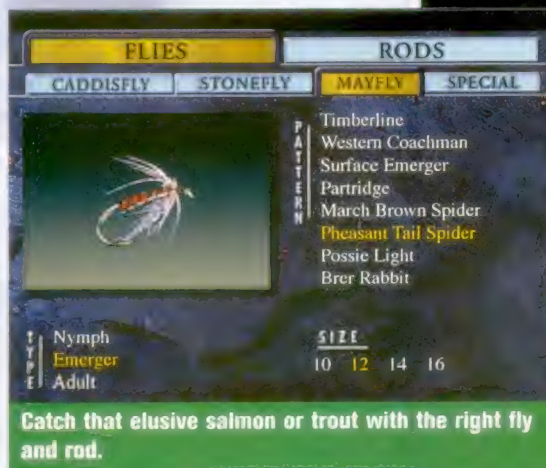 FLIES RODS
CADDISFLY STONEFLY MAYFLY SPECIAL
PATTERN
Timberline
Western Coachman
Surface Emerger
Partridge
March Brown Spider
Pheasant Tail Spider
Possie Light
Brer Rabbit
TYPE
Nymph
Emerger
Adult
SIZE
10 12 14 16
Catch that elusive salmon or trout with the right fly
and rod.